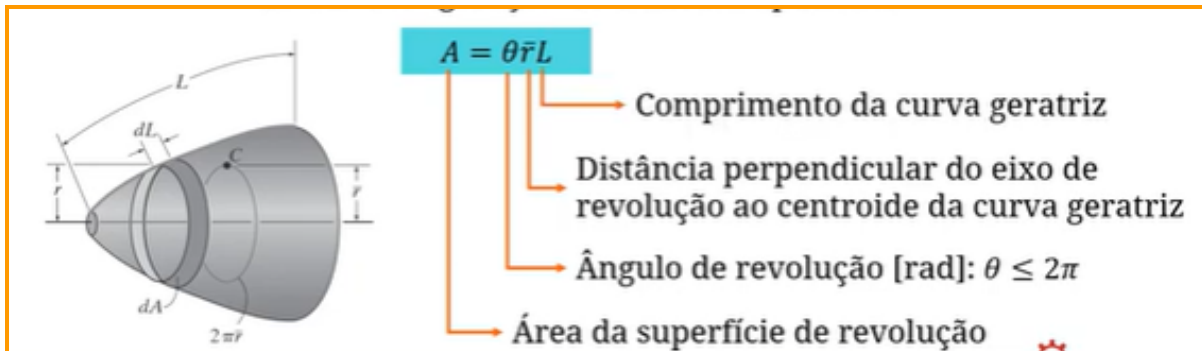 A = θr̄L
Comprimento da curva geratriz
Distância perpendicular do eixo de
revolução ao centroide da curva geratriz
Ângulo de revolução [rad]: θ ≤ 2π
Área da superfície de revolução
L
dL
C
r
r̄
dA
2πr̄